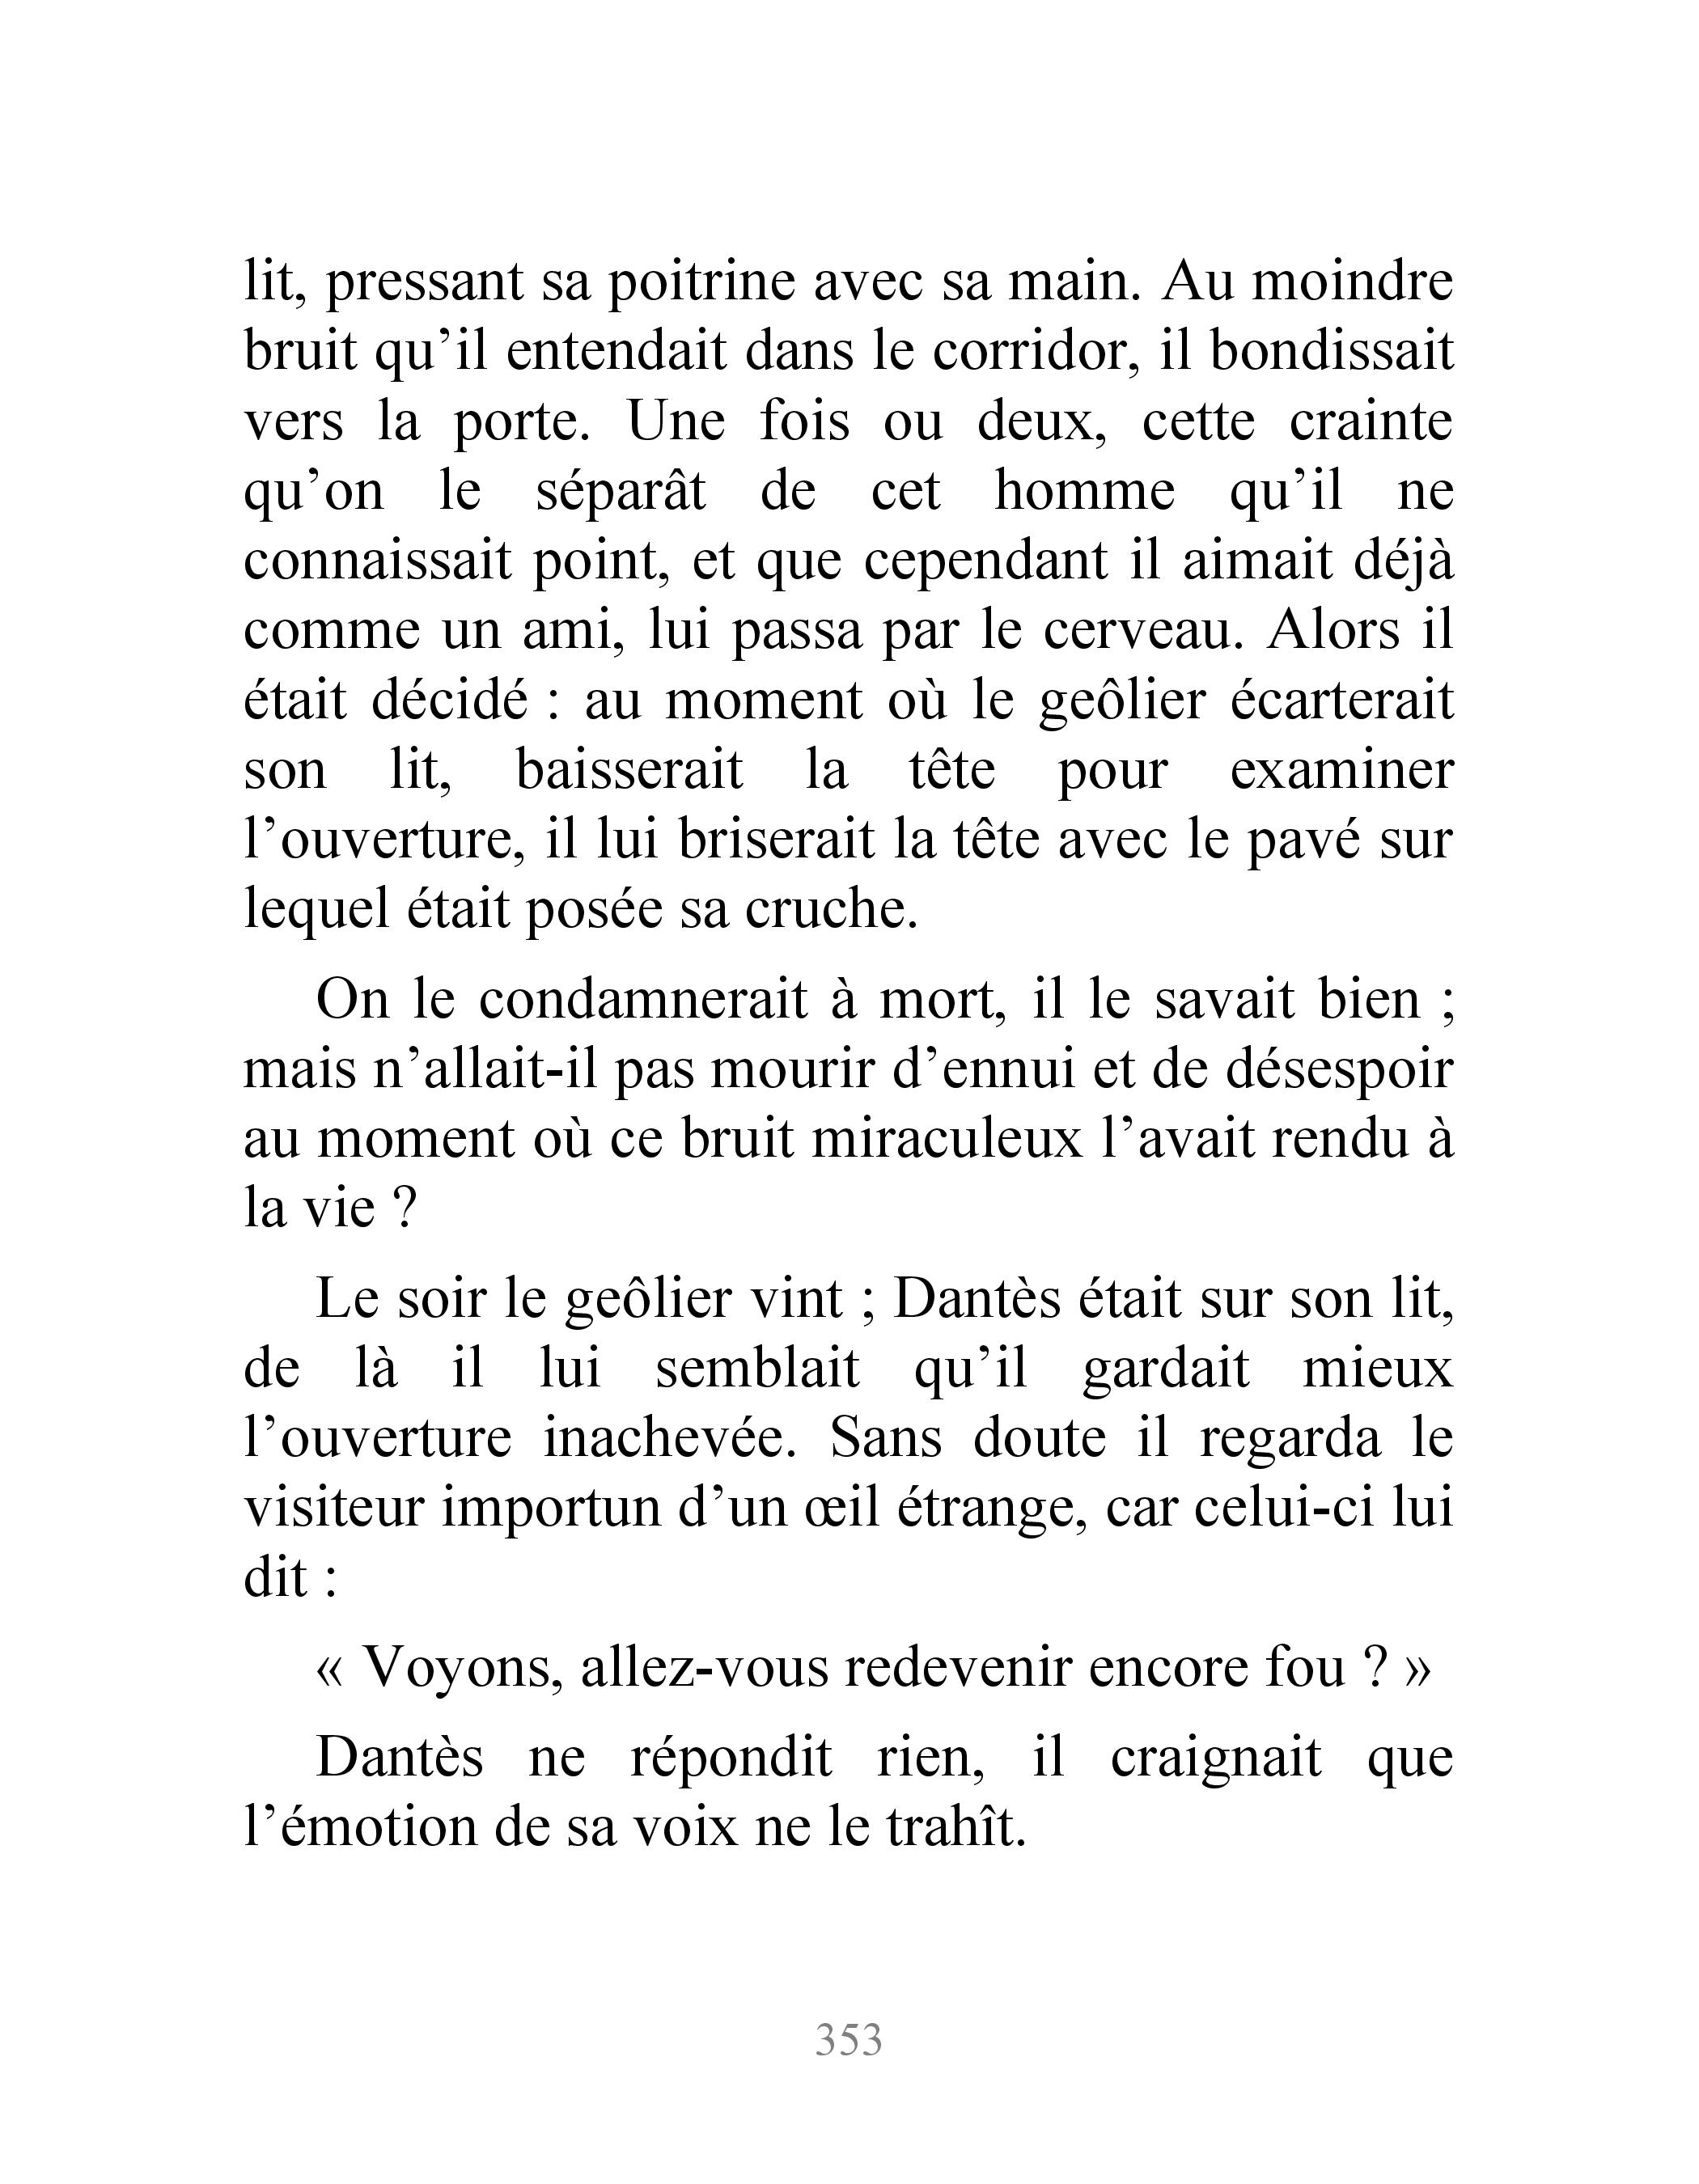 lit, pressant sa poitrine avec sa main. Au moindre
bruit qu’il entendait dans le corridor, il bondissait
vers la porte. Une fois ou deux, cette crainte
qu’on le séparât de cet homme qu’il ne
connaissait point, et que cependant il aimait déjà
comme un ami, lui passa par le cerveau. Alors il
était décidé : au moment où le geôlier écarterait
son lit, baisserait la tête pour examiner
l’ouverture, il lui briserait la tête avec le pavé sur
lequel était posée sa cruche.
On le condamnerait à mort, il le savait bien ;
mais n’allait-il pas mourir d’ennui et de désespoir
au moment où ce bruit miraculeux l’avait rendu à
la vie ?
Le soir le geôlier vint ; Dantès était sur son lit,
de là il lui semblait qu’il gardait mieux
l’ouverture inachevée. Sans doute il regarda le
visiteur importun d’un œil étrange, car celui-ci lui
dit :
« Voyons, allez-vous redevenir encore fou ? »
Dantès ne répondit rien, il craignait que
l’émotion de sa voix ne le trahît.
353